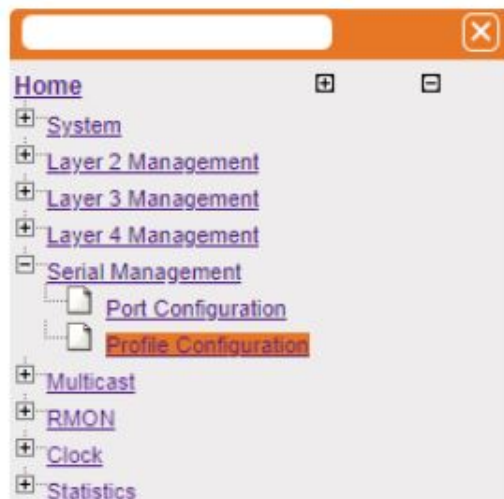 Home
System
Layer 2 Management
Layer 3 Management
Layer 4 Management
Serial Management
Port Configuration
Profile Configuration
Multicast
RMON
Clock
Statistics